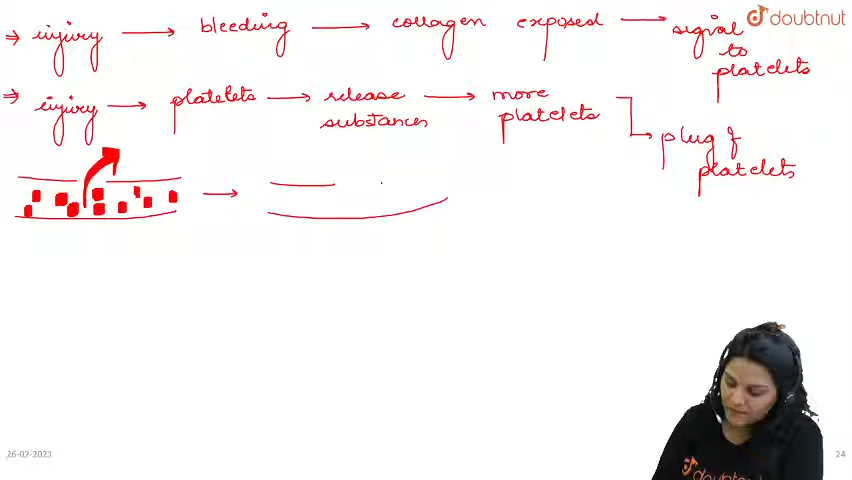 doubtnut
⇒ injury → bleeding → collagen exposed → signal to platelets
⇒ injury → platelets → release substances → more platelets → plug of platelets
26-02-2023
24
doubtnut